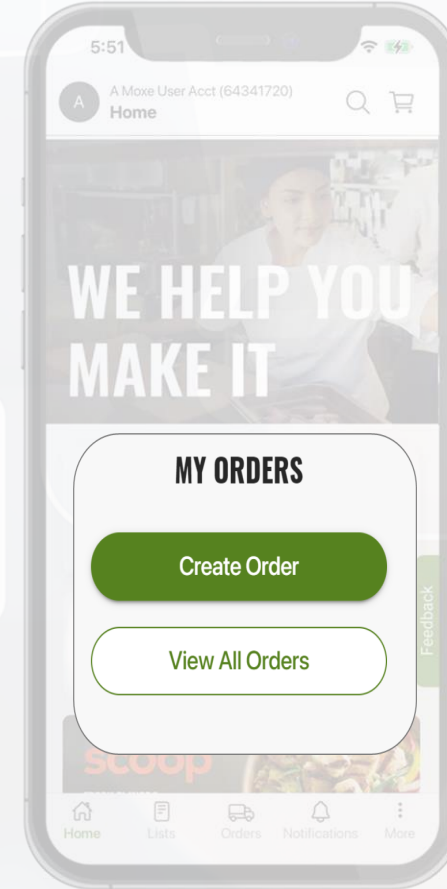 5:51
A Moxe User Acct (64341720)
A
Home
WE HELP YOU
MAKE IT
MY ORDERS
Create Order
View All Orders
Feedback
scoop
Home
Lists
Orders
Notifications
More